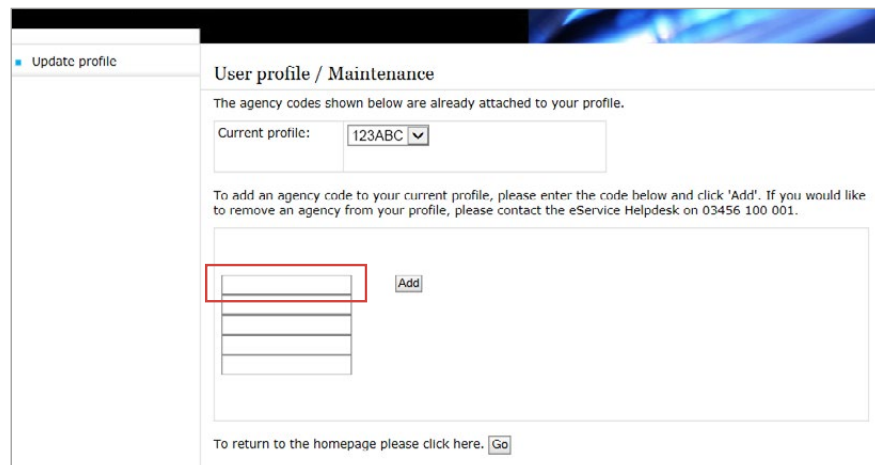 Update profile
User profile / Maintenance
The agency codes shown below are already attached to your profile.
Current profile:
123ABC
To add an agency code to your current profile, please enter the code below and click 'Add'. If you would like
to remove an agency from your profile, please contact the eService Helpdesk on 03456 100 001.
Add
To return to the homepage please click here. Go